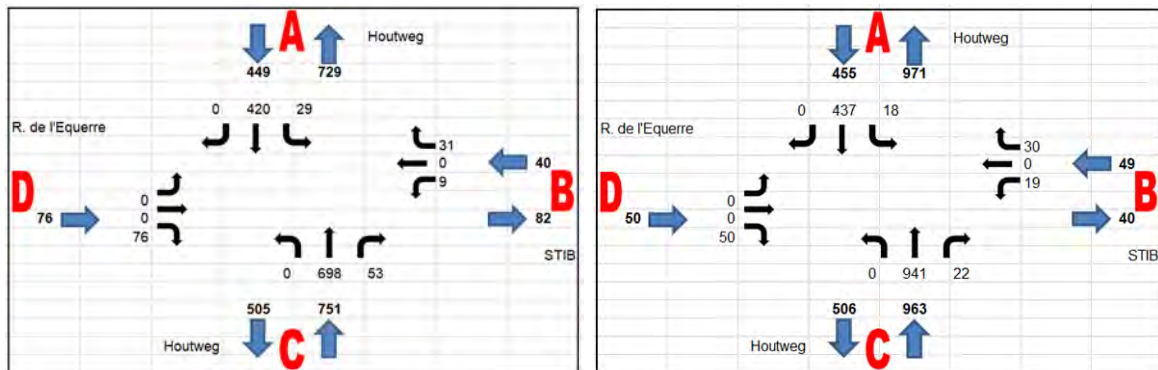 A
Houtweg
449 729
0 420 29
R. de l'Equerre
31
0
9
40
D
B
76
0
0
76
82
STIB
0 698 53
505 751
Houtweg
C
A
Houtweg
455 971
0 437 18
R. de l'Equerre
30
0
19
49
D
B
50
0
0
50
40
STIB
0 941 22
506 963
Houtweg
C